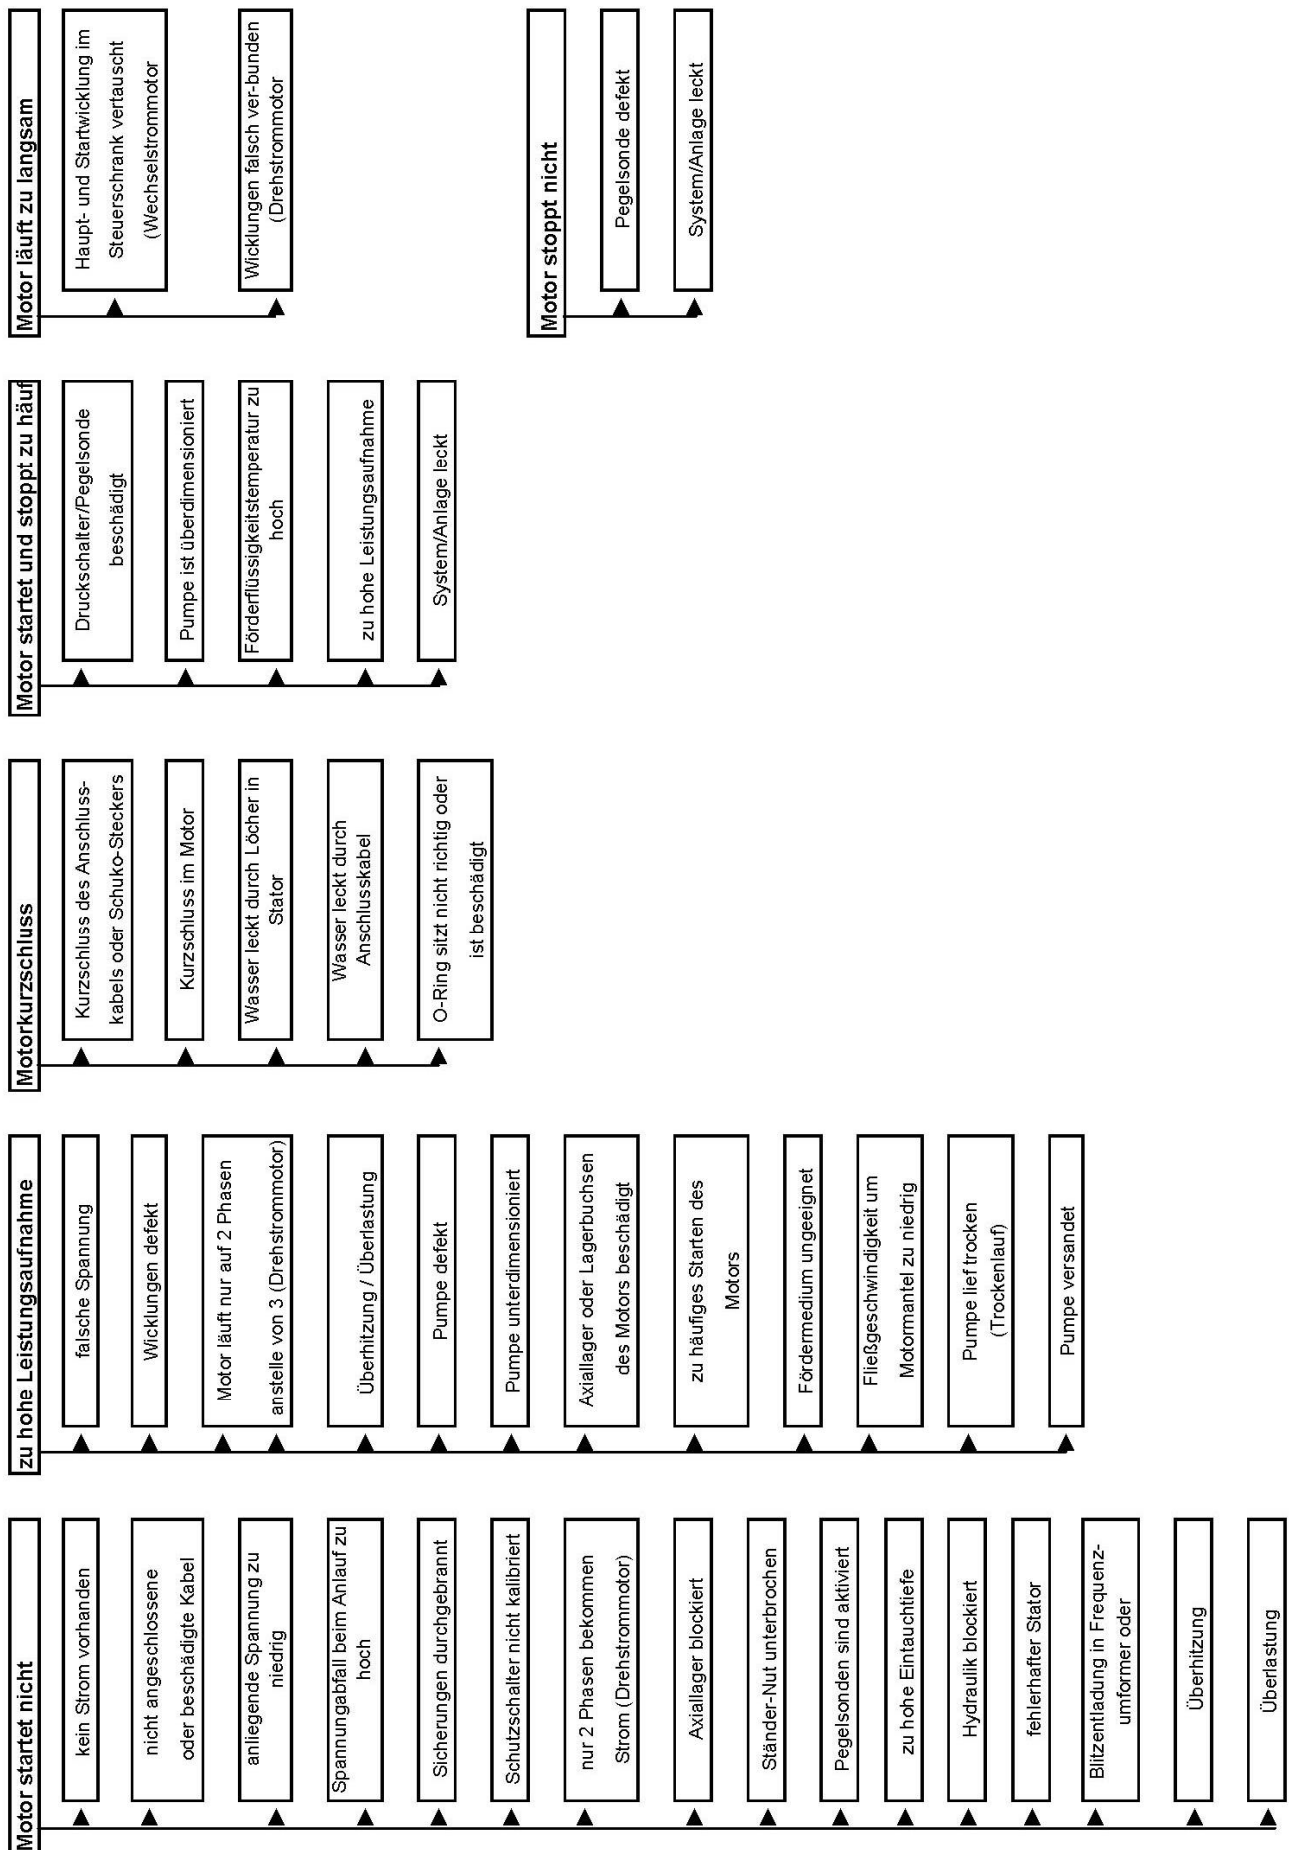 Motor startet nicht
kein Strom vorhanden
nicht angeschlossene
oder beschädigte Kabel
anliegende Spannung zu
niedrig
Spannungabfall beim Anlauf zu
hoch
Sicherungen durchgebrannt
Schutzschalter nicht kalibriert
nur 2 Phasen bekommen
Strom (Drehstrommotor)
Axiallager blockiert
Ständer-Nut unterbrochen
Pegelsonden sind aktiviert
zu hohe Eintauchtiefe
Hydraulik blockiert
fehlerhafter Stator
Blitzentladung in Frequenz-
umformer oder
Überhitzung
Überlastung
zu hohe Leistungsaufnahme
falsche Spannung
Wicklungen defekt
Motor läuft nur auf 2 Phasen
anstelle von 3 (Drehstrommotor)
Überhitzung / Überlastung
Pumpe defekt
Pumpe unterdimensioniert
Axiallager oder Lagerbuchsen
des Motors beschädigt
zu häufiges Starten des
Motors
Fördermedium ungeeignet
Fließgeschwindigkeit um
Motormantel zu niedrig
Pumpe lief trocken
(Trockenlauf)
Pumpe versandet
Motorkurzschluss
Kurzschluss des Anschluss-
kabels oder Schuko-Steckers
Kurzschluss im Motor
Wasser leckt durch Löcher in
Stator
Wasser leckt durch
Anschlusskabel
O-Ring sitzt nicht richtig oder
ist beschädigt
Motor startet und stoppt zu häuf
Druckschalter/Pegelsonde
beschädigt
Pumpe ist überdimensioniert
Förderflüssigkeitstemperatur zu
hoch
zu hohe Leistungsaufnahme
System/Anlage leckt
Motor läuft zu langsam
Haupt- und Startwicklung im
Steuerschrank vertauscht
(Wechselstrommotor
Wicklungen falsch ver-bunden
(Drehstrommotor)
Motor stoppt nicht
Pegelsonde defekt
System/Anlage leckt